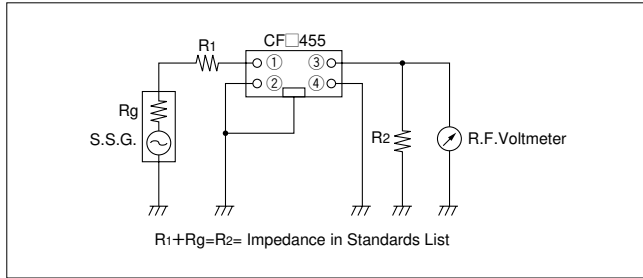 CF□455
R1
① ③
② ④
Rg
S.S.G.
R2
R.F.Voltmeter
R1+Rg=R2= Impedance in Standards List